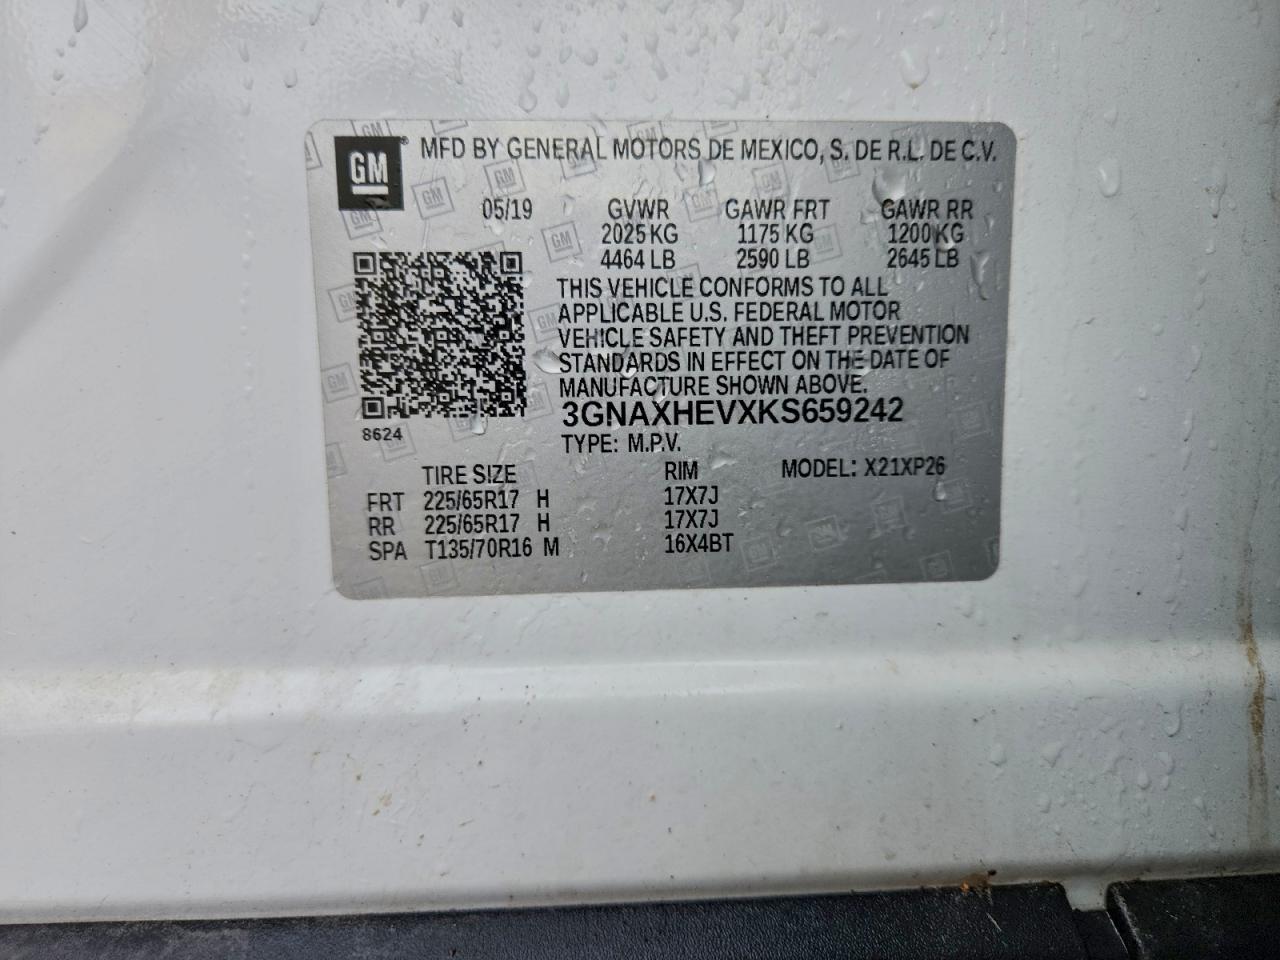 GM® MFD BY GENERAL MOTORS DE MEXICO, S. DE R.L. DE C.V.
05/19 GVWR GAWR FRT GAWR RR
2025 KG 1175 KG 1200 KG
4464 LB 2590 LB 2645 LB
THIS VEHICLE CONFORMS TO ALL
APPLICABLE U.S. FEDERAL MOTOR
VEHICLE SAFETY AND THEFT PREVENTION
STANDARDS IN EFFECT ON THE DATE OF
MANUFACTURE SHOWN ABOVE.
3GNAXHEVXKS659242
8624
TYPE: M.P.V.
TIRE SIZE RIM MODEL: X21XP26
FRT 225/65R17 H 17X7J
RR 225/65R17 H 17X7J
SPA T135/70R16 M 16X4BT